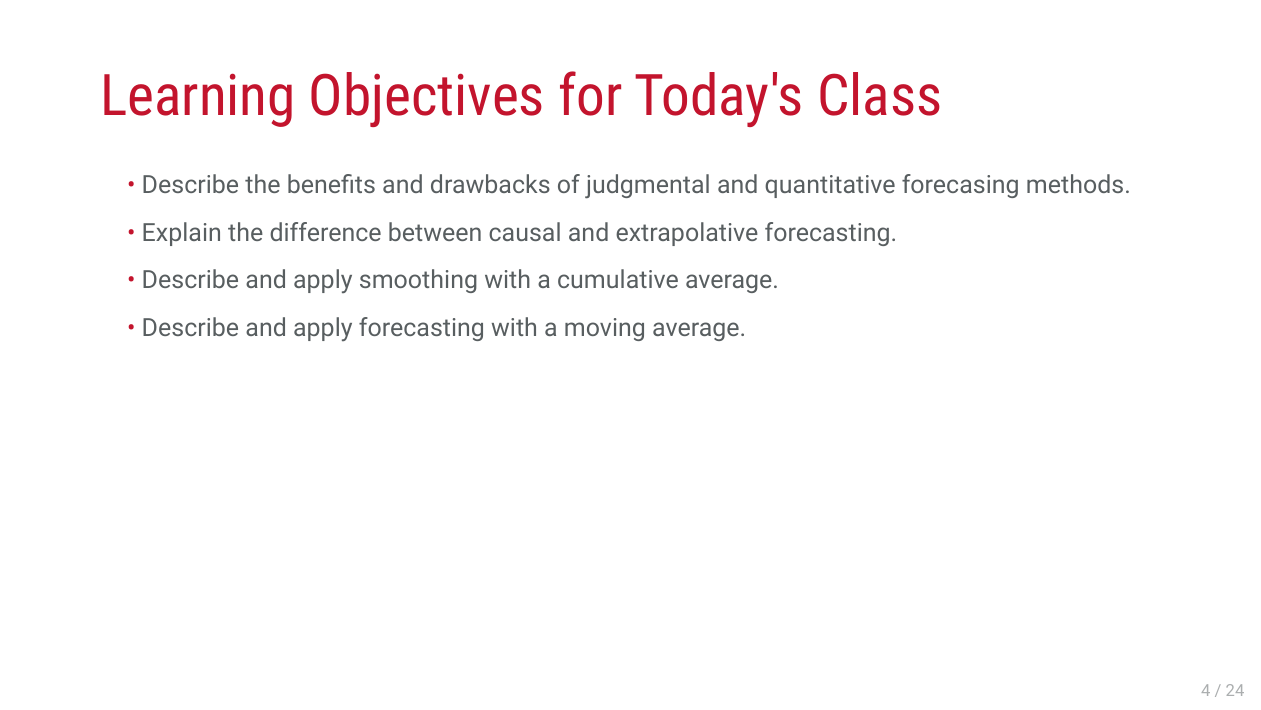 Learning Objectives for Today's Class
• Describe the benefits and drawbacks of judgmental and quantitative forecasing methods.
• Explain the difference between causal and extrapolative forecasting.
• Describe and apply smoothing with a cumulative average.
• Describe and apply forecasting with a moving average.
4 / 24